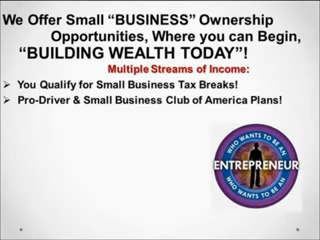 We Offer Small “BUSINESS” Ownership
Opportunities, Where you can Begin,
“BUILDING WEALTH TODAY”!
Multiple Streams of Income:
➢ You Qualify for Small Business Tax Breaks!
➢ Pro-Driver & Small Business Club of America Plans!
WHO WANTS TO BE AN
ENTREPRENEUR
WHO WANTS TO BE AN